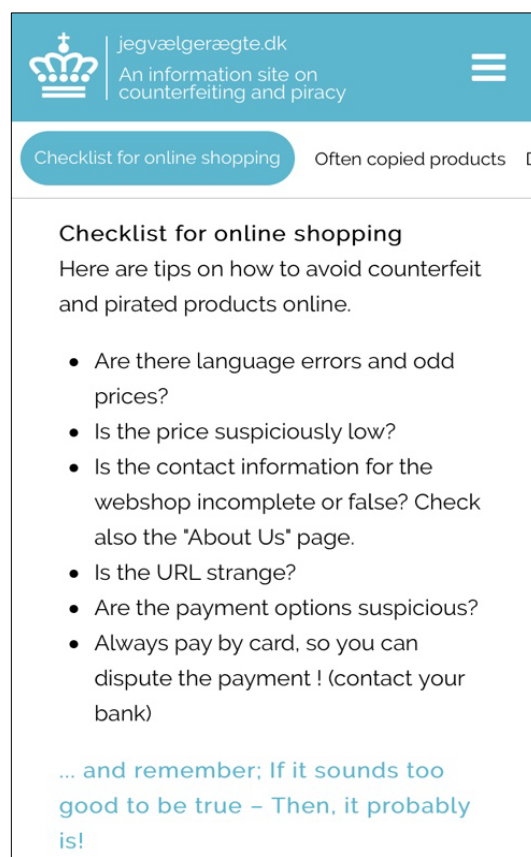 jegvælgerægte.dk
An information site on
counterfeiting and piracy
Checklist for online shopping
Often copied products
Checklist for online shopping
Here are tips on how to avoid counterfeit
and pirated products online.
● Are there language errors and odd
prices?
● Is the price suspiciously low?
● Is the contact information for the
webshop incomplete or false? Check
also the "About Us" page.
● Is the URL strange?
● Are the payment options suspicious?
● Always pay by card, so you can
dispute the payment ! (contact your
bank)
... and remember; If it sounds too
good to be true – Then, it probably
is!